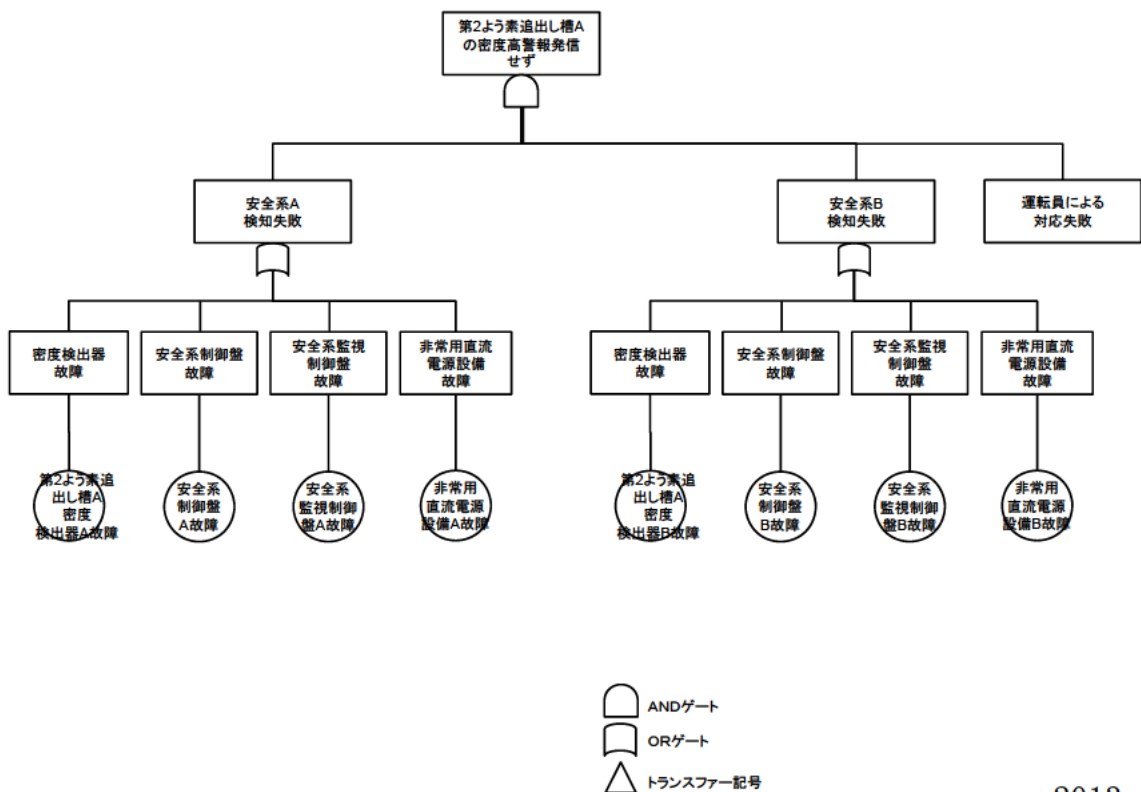 第2よう素追出し槽A
の密度高警報発信
せず
安全系A
検知失敗
安全系B
検知失敗
運転員による
対応失敗
密度検出器
故障
安全系制御盤
故障
安全系監視
制御盤
故障
非常用直流
電源設備
故障
密度検出器
故障
安全系制御盤
故障
安全系監視
制御盤
故障
非常用直流
電源設備
故障
第2よう素追
出し槽A
密度
検出器A故障
安全系
制御盤
A故障
安全系
監視制御
盤A故障
非常用
直流電源
設備A故障
第2よう素追
出し槽A
密度
検出器B故障
安全系
制御盤
B故障
安全系
監視制御
盤B故障
非常用
直流電源
設備B故障
ANDゲート
ORゲート
トランスファー記号